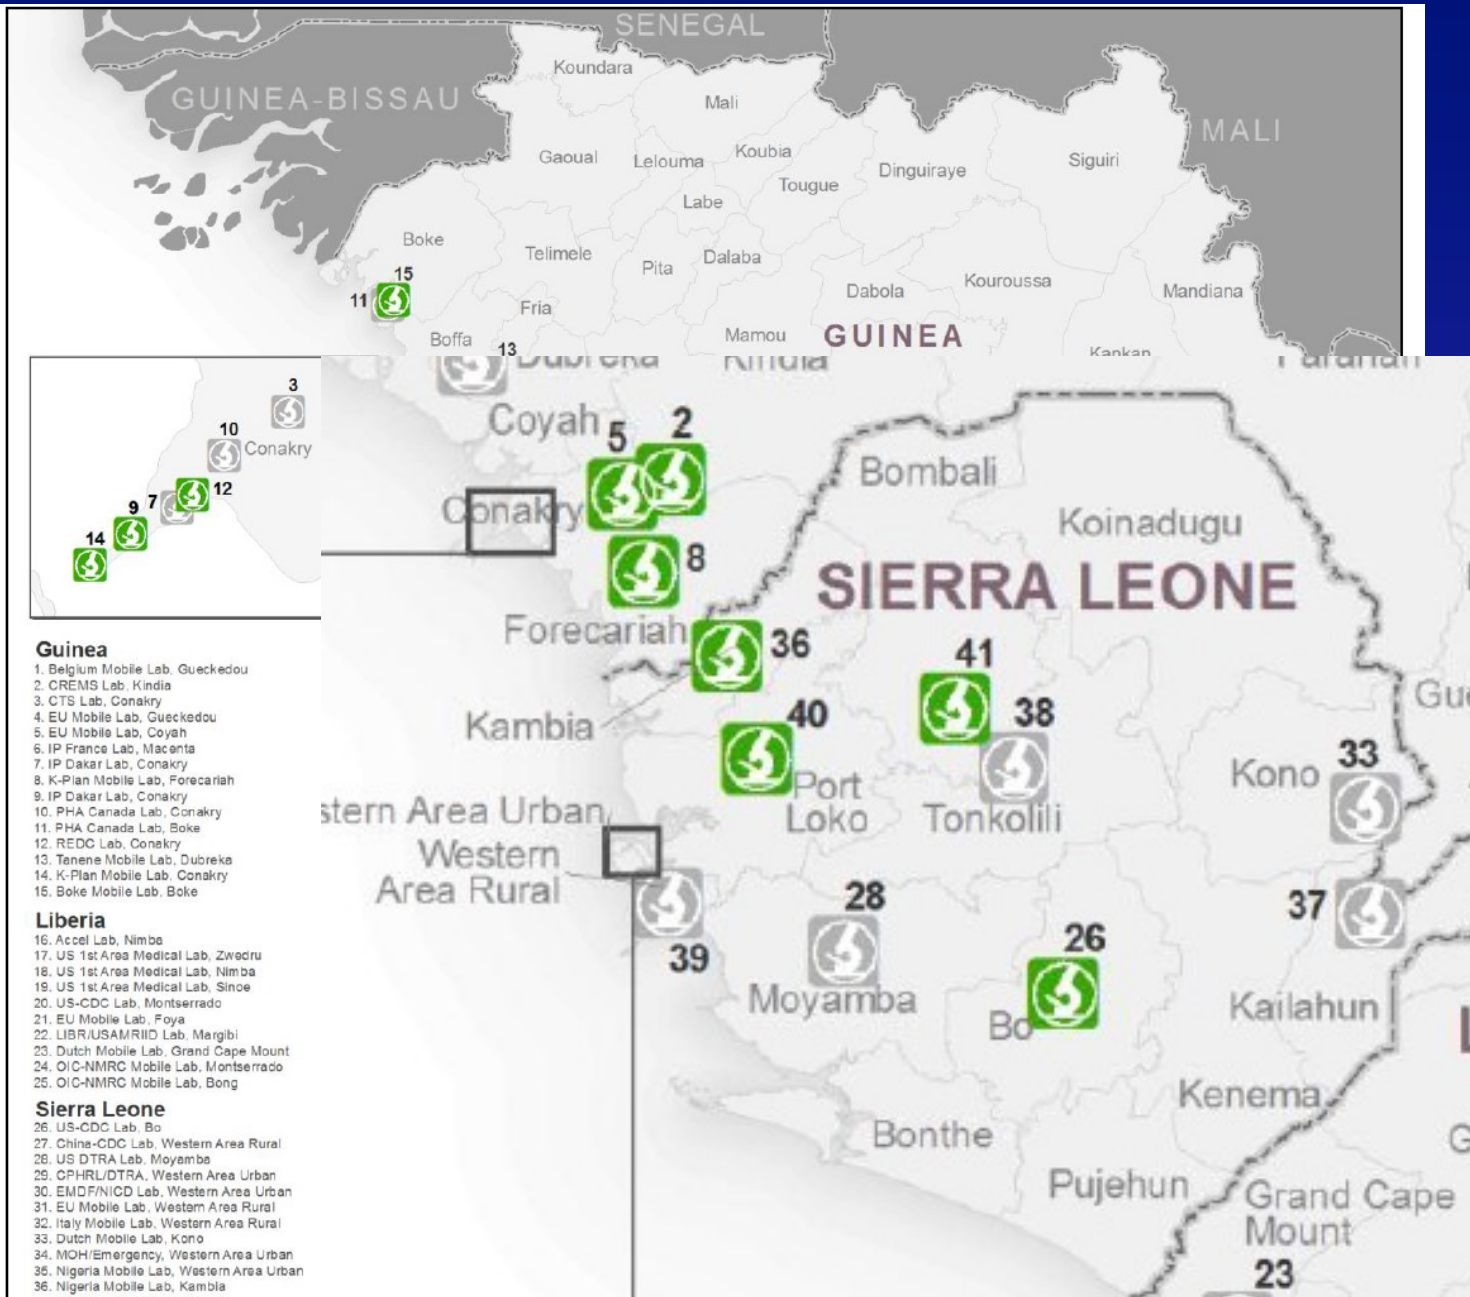 SENEGAL
GUINEA-BISSAU
MALI
Koundara
Mali
Gaoual
Lelouma
Koubia
Tougue
Dinguiraye
Siguiri
Labe
Boke
Telimele
Pita
Dalaba
Dabola
Kouroussa
Mandiana
15
11
Fria
Boffa
13
Mamou
GUINEA
Kankan
Dubreka
Kindia
Faranah
3
10
Conakry
7
12
9
14
Coyah
5
2
Conakry
8
Forecariah
Bombali
Koinadugu
SIERRA LEONE
36
41
Kambia
40
38
Port
Loko
Tonkolili
Kono
33
stern Area Urban
Western
Area Rural
39
28
Moyamba
26
Bo
37
Kailahun
Kenema
Bonthe
Pujehun
Grand Cape
Mount
23
Guinea
1. Belgium Mobile Lab, Gueckedou
2. CREMS Lab, Kindia
3. CTS Lab, Conakry
4. EU Mobile Lab, Gueckedou
5. EU Mobile Lab, Coyah
6. IP France Lab, Macenta
7. IP Dakar Lab, Conakry
8. K-Plan Mobile Lab, Forecariah
9. IP Dakar Lab, Conakry
10. PHA Canada Lab, Conakry
11. PHA Canada Lab, Boke
12. REDC Lab, Conakry
13. Tanene Mobile Lab, Dubreka
14. K-Plan Mobile Lab, Conakry
15. Boke Mobile Lab, Boke
Liberia
16. Accel Lab, Nimba
17. US 1st Area Medical Lab, Zwedru
18. US 1st Area Medical Lab, Nimba
19. US 1st Area Medical Lab, Sinoe
20. US-CDC Lab, Montserrado
21. EU Mobile Lab, Foya
22. LIBR/USAMRIID Lab, Margibi
23. Dutch Mobile Lab, Grand Cape Mount
24. OIC-NMRC Mobile Lab, Montserrado
25. OIC-NMRC Mobile Lab, Bong
Sierra Leone
26. US-CDC Lab, Bo
27. China-CDC Lab, Western Area Rural
28. US DTRA Lab, Moyamba
29. CPHRL/DTRA, Western Area Urban
30. EMDF/NICD Lab, Western Area Urban
31. EU Mobile Lab, Western Area Rural
32. Italy Mobile Lab, Western Area Rural
33. Dutch Mobile Lab, Kono
34. MOH/Emergency, Western Area Urban
35. Nigeria Mobile Lab, Western Area Urban
36. Nigeria Mobile Lab, Kambia